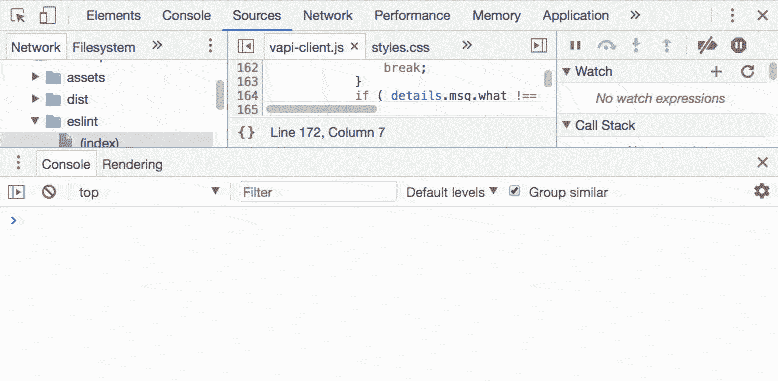 Elements Console Sources Network Performance Memory Application »
Network Filesystem »
assets
dist
eslint
(index)
vapi-client.js × styles.css »
162 break;
163 }
164 if ( details.msg.what !==
165
{} Line 172, Column 7
Watch
No watch expressions
Call Stack
Console Rendering
top Filter Default levels Group similar
>